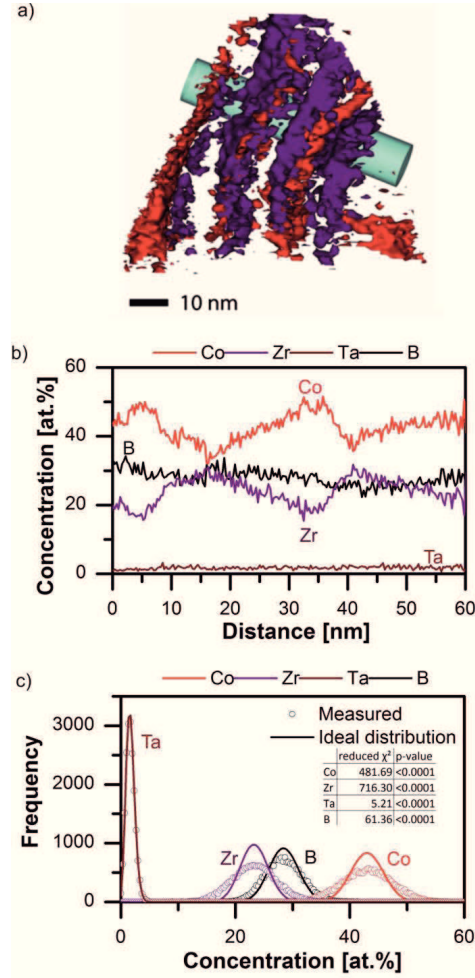 a)
10 nm
b)
Co Zr Ta B
60
40
20
0
Concentration [at.%]
B
Co
Zr
Ta
0 10 20 30 40 50 60
Distance [nm]
Co Zr Ta B
c)
3000
2000
1000
0
Frequency
Ta
Measured
Ideal distribution
reduced χ² p-value
Co 481.69 <0.0001
Zr 716.30 <0.0001
Ta 5.21 <0.0001
B 61.36 <0.0001
Zr B Co
0 20 40 60
Concentration [at.%]